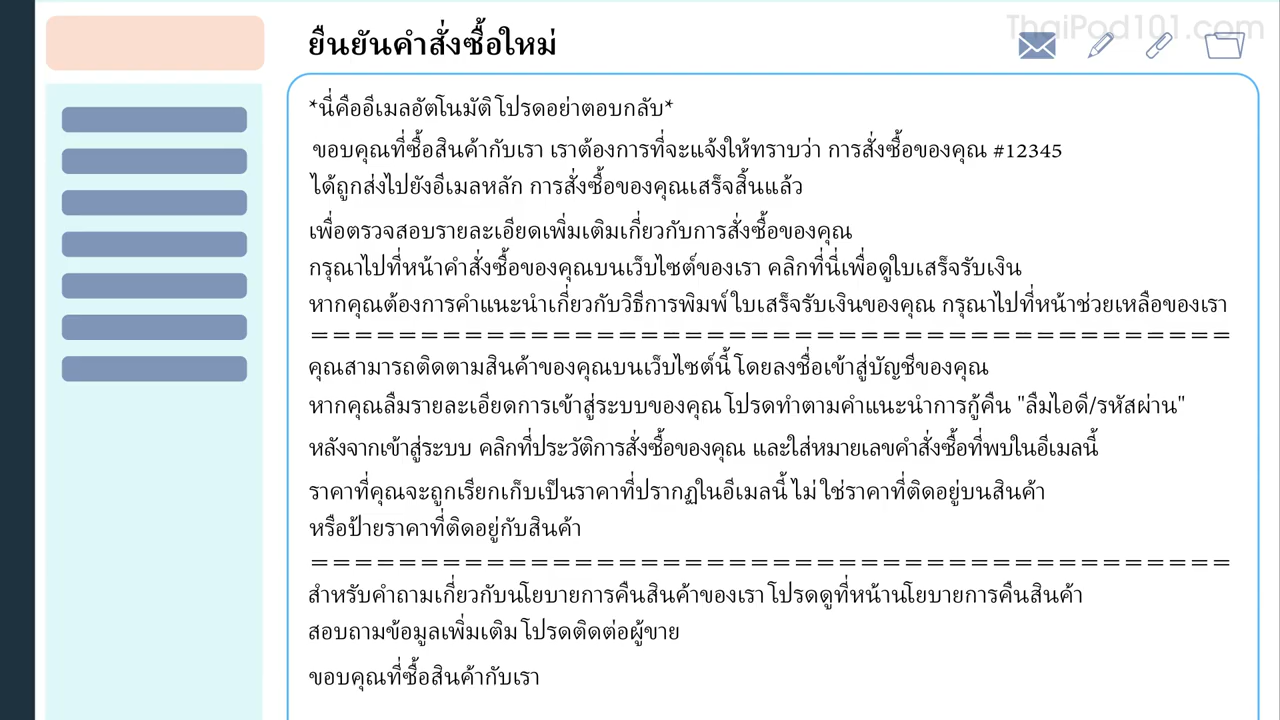 ThaiPod101.com
ยืนยันคำสั่งซื้อใหม่
*นี่คืออีเมลอัตโนมัติ โปรดอย่าตอบกลับ*
ขอบคุณที่ซื้อสินค้ากับเรา เราต้องการที่จะแจ้งให้ทราบว่า การสั่งซื้อของคุณ #12345
ได้ถูกส่งไปยังอีเมลหลัก การสั่งซื้อของคุณเสร็จสิ้นแล้ว
เพื่อตรวจสอบรายละเอียดเพิ่มเติมเกี่ยวกับการสั่งซื้อของคุณ
กรุณาไปที่หน้าคำสั่งซื้อของคุณบนเว็บไซต์ของเรา คลิกที่นี่เพื่อดูใบเสร็จรับเงิน
หากคุณต้องการคำแนะนำเกี่ยวกับวิธีการพิมพ์ใบเสร็จรับเงินของคุณ กรุณาไปที่หน้าช่วยเหลือของเรา
==========================================
คุณสามารถติดตามสินค้าของคุณบนเว็บไซต์นี้ โดยลงชื่อเข้าสู่บัญชีของคุณ
หากคุณลืมรายละเอียดการเข้าสู่ระบบของคุณ โปรดทำตามคำแนะนำการกู้คืน "ลืมไอดี/รหัสผ่าน"
หลังจากเข้าสู่ระบบ คลิกที่ประวัติการสั่งซื้อของคุณ และใส่หมายเลขคำสั่งซื้อที่พบในอีเมลนี้
ราคาที่คุณจะถูกเรียกเก็บเป็นราคาที่ปรากฏในอีเมลนี้ ไม่ใช่ราคาที่ติดอยู่บนสินค้า
หรือป้ายราคาที่ติดอยู่กับสินค้า
==========================================
สำหรับคำถามเกี่ยวกับนโยบายการคืนสินค้าของเรา โปรดดูที่หน้านโยบายการคืนสินค้า
สอบถามข้อมูลเพิ่มเติม โปรดติดต่อผู้ขาย
ขอบคุณที่ซื้อสินค้ากับเรา